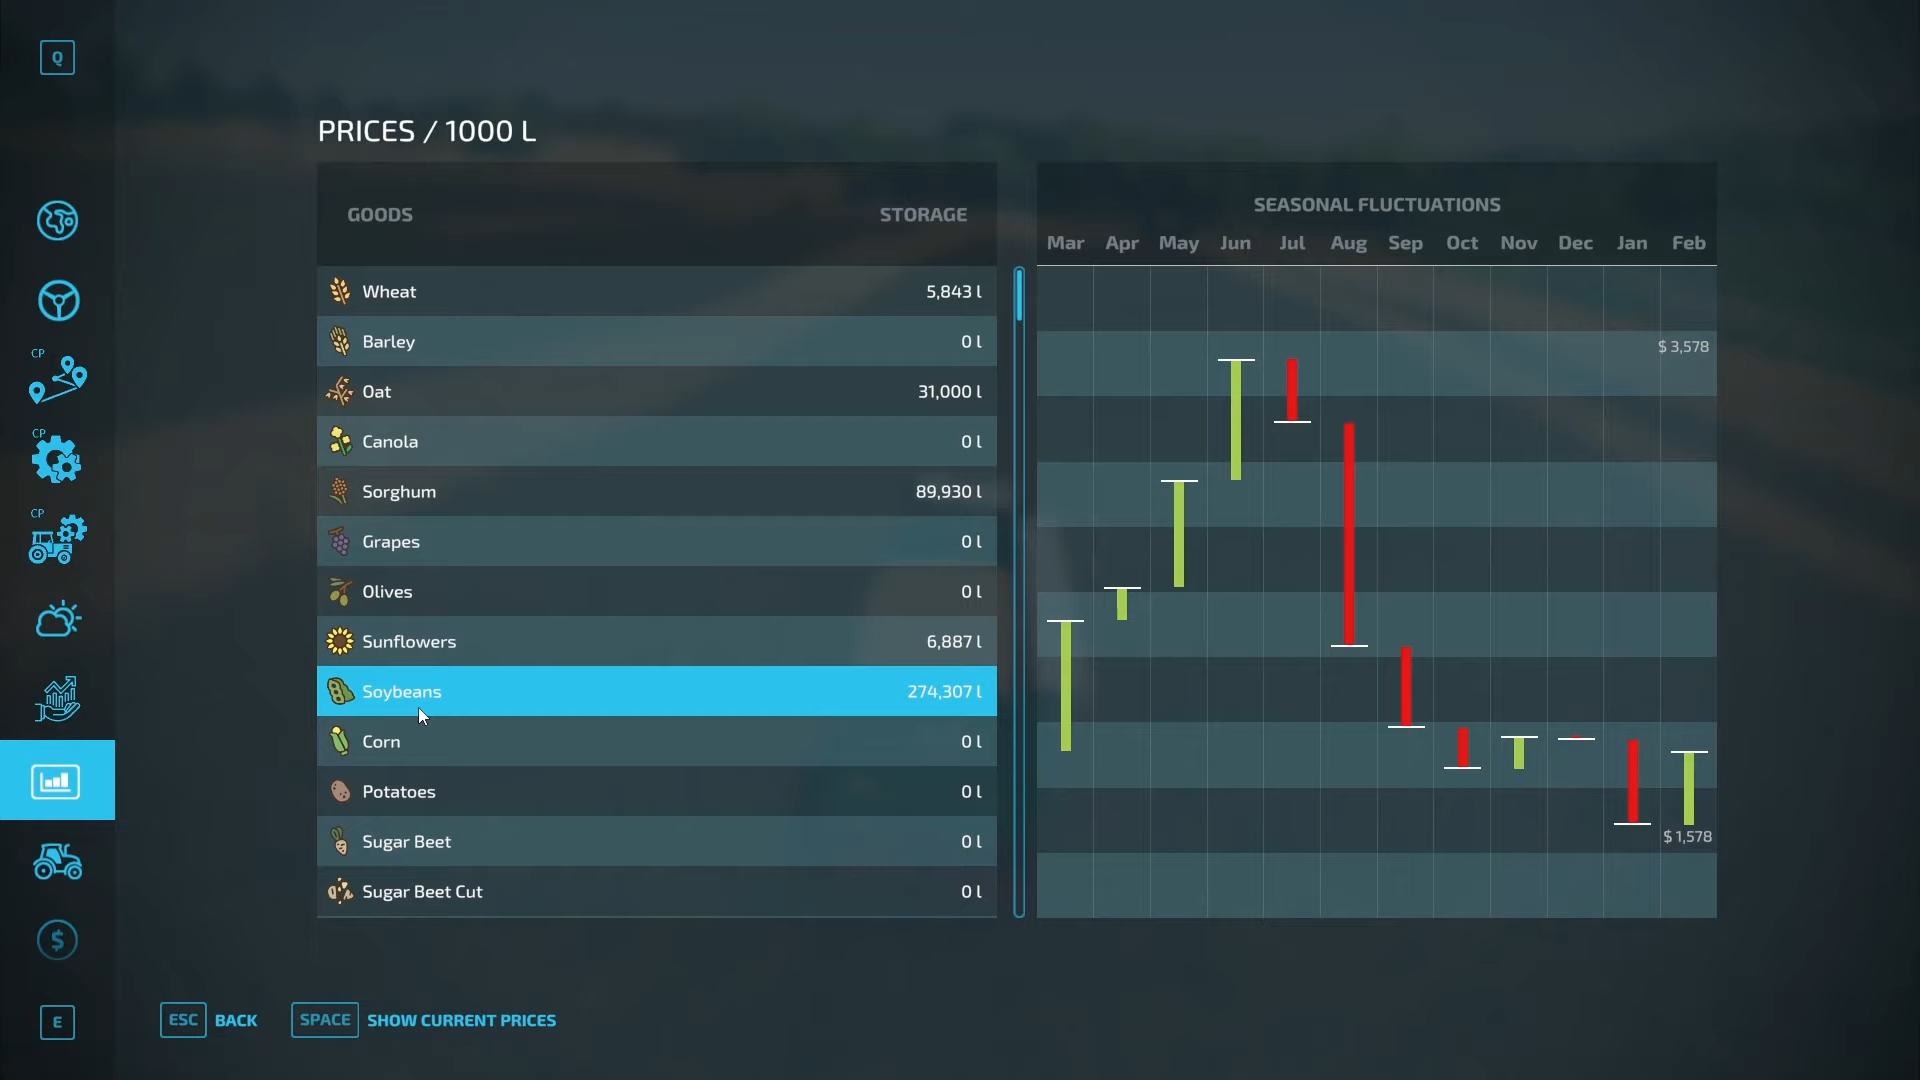 Q
PRICES / 1000 L
GOODS STORAGE
SEASONAL FLUCTUATIONS
Mar Apr May Jun Jul Aug Sep Oct Nov Dec Jan Feb
Wheat 5,843 l
Barley 0 l
Oat 31,000 l
Canola 0 l
Sorghum 89,930 l
Grapes 0 l
Olives 0 l
Sunflowers 6,887 l
Soybeans 274,307 l
Corn 0 l
Potatoes 0 l
Sugar Beet 0 l
Sugar Beet Cut 0 l
$ 3,578
$ 1,578
CP
CP
CP
$
E
ESC BACK SPACE SHOW CURRENT PRICES